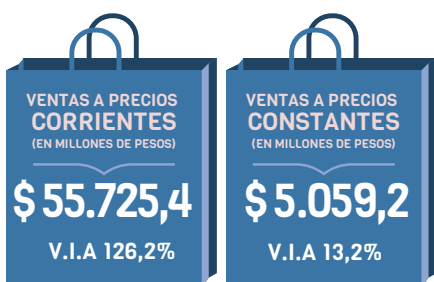 VENTAS A PRECIOS
CORRIENTES
(EN MILLONES DE PESOS)
$ 55.725,4
V.I.A 126,2%
VENTAS A PRECIOS
CONSTANTES
(EN MILLONES DE PESOS)
$ 5.059,2
V.I.A 13,2%